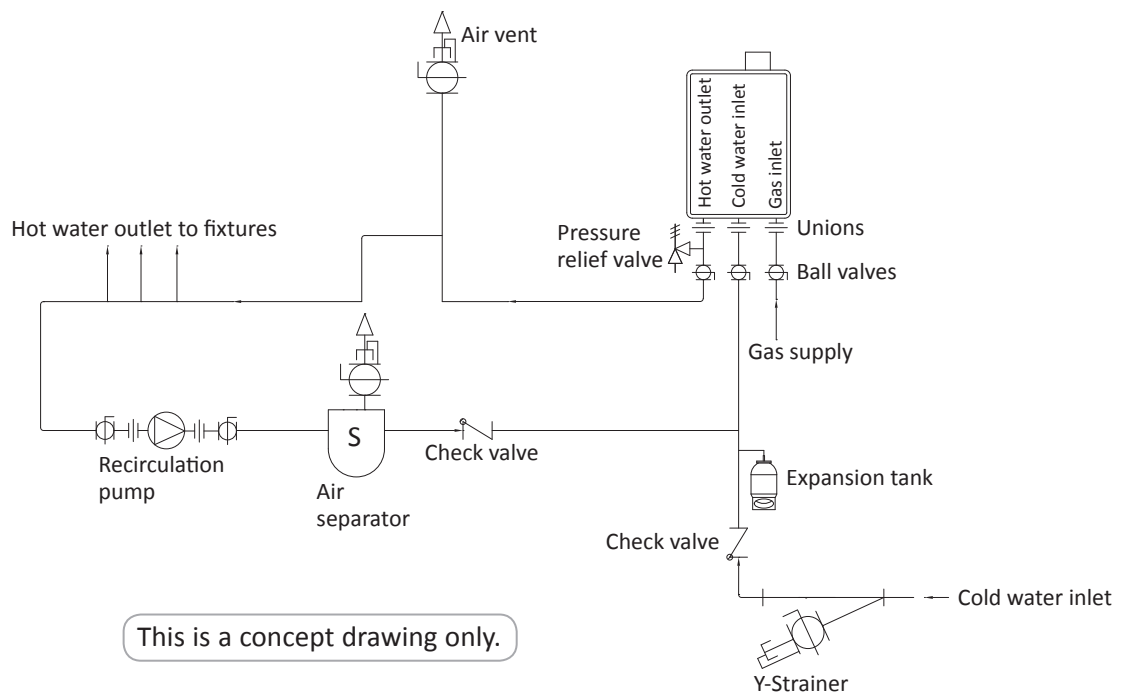 Air vent
Hot water outlet
Cold water inlet
Gas inlet
Hot water outlet to fixtures
Pressure
relief valve
Unions
Ball valves
Gas supply
S
Check valve
Recirculation
pump
Air
separator
Expansion tank
Check valve
Cold water inlet
This is a concept drawing only.
Y-Strainer